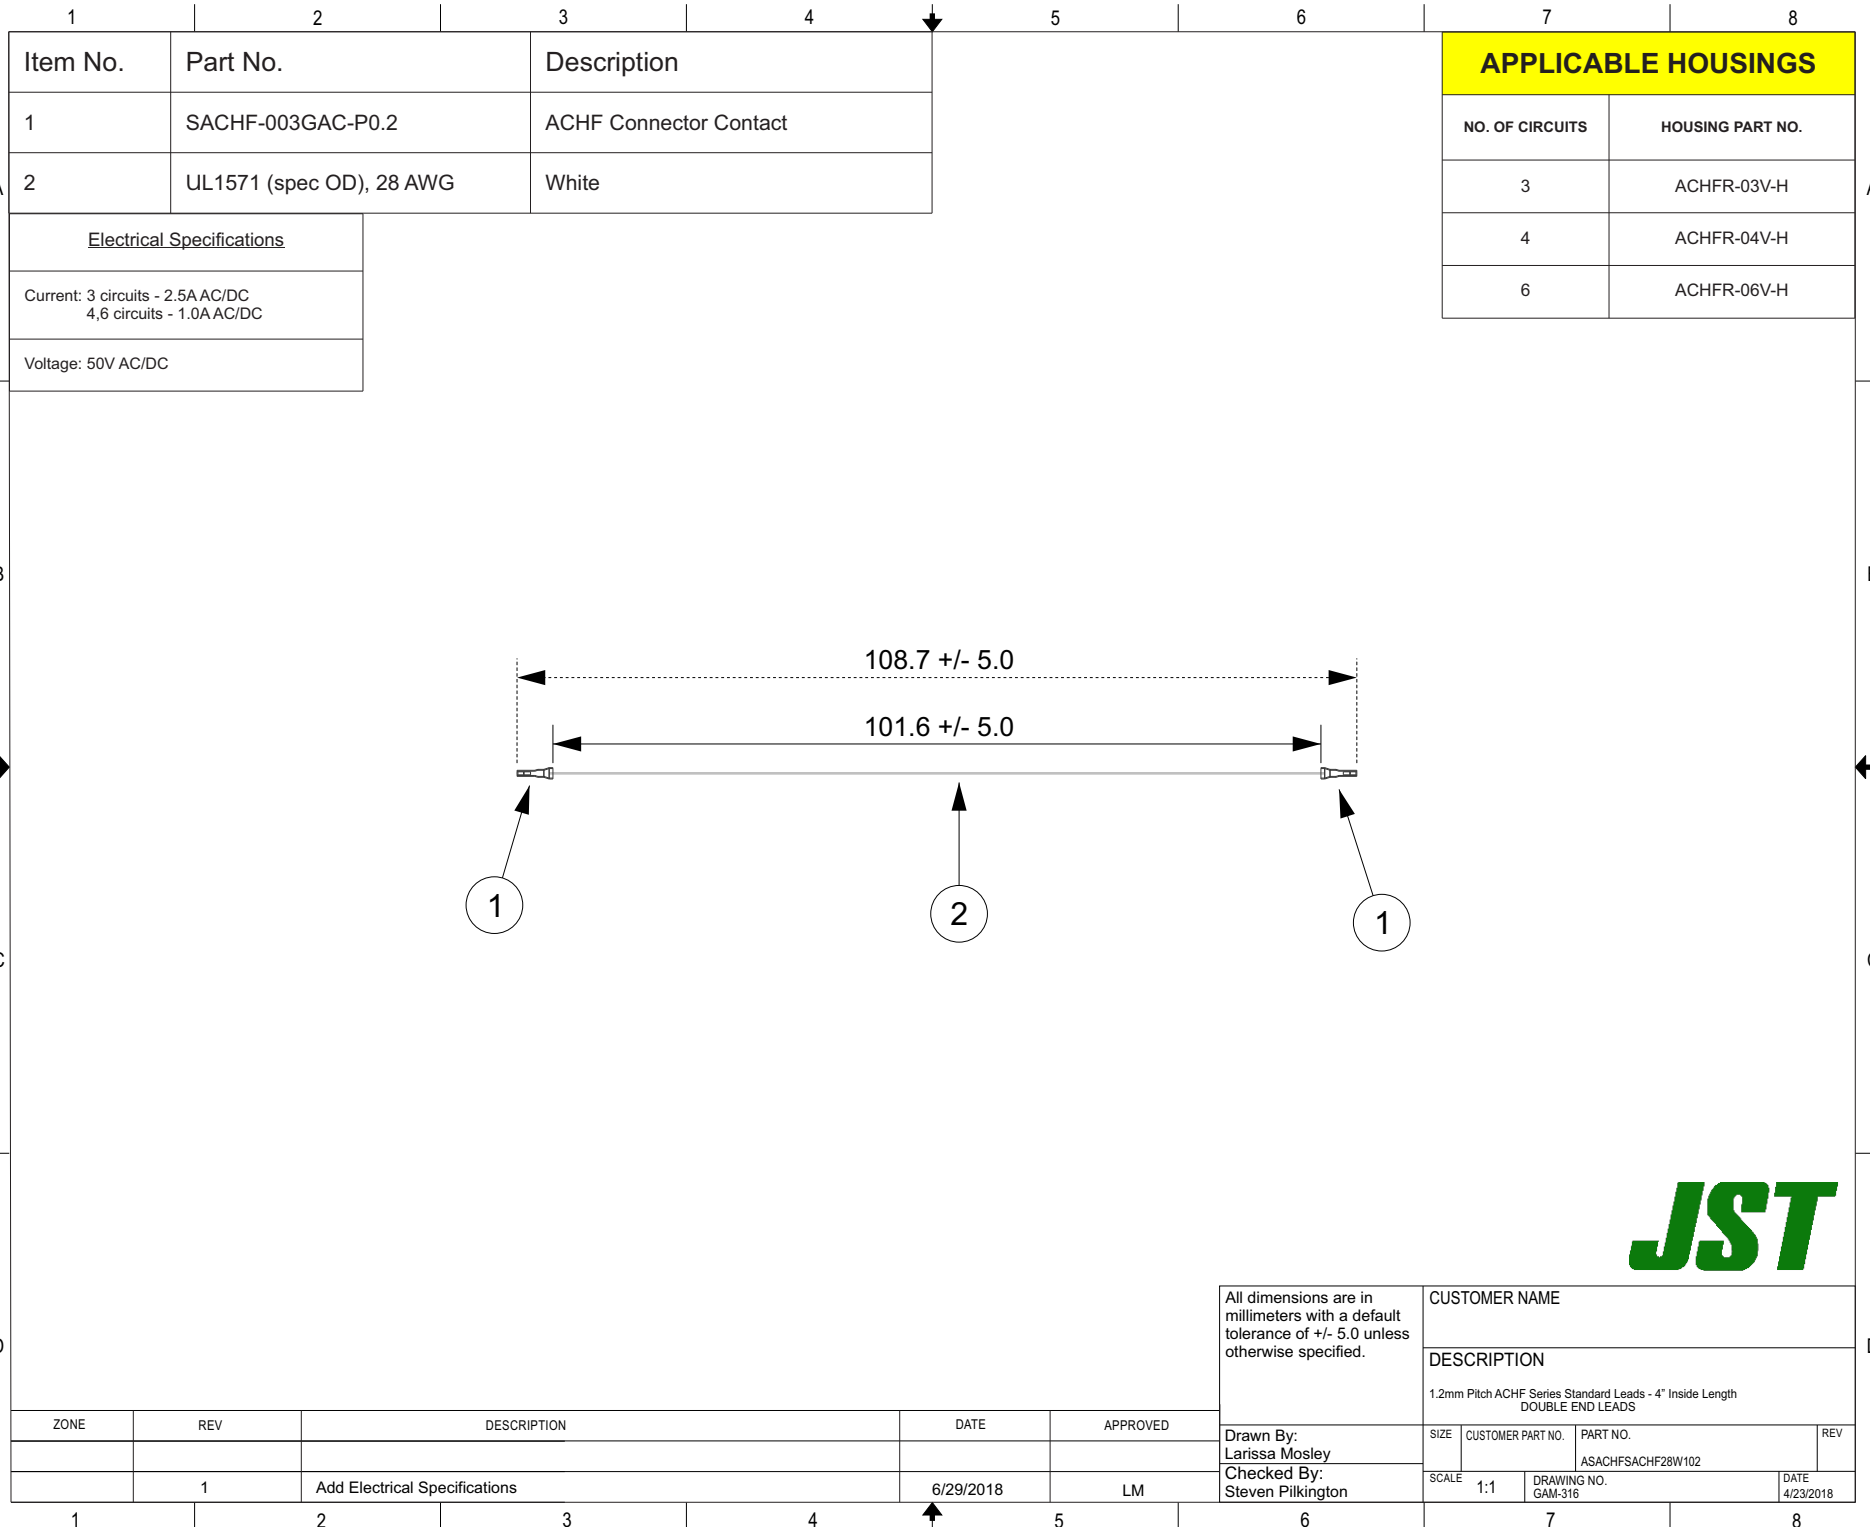 1 2 3 4 5 6 7 8
Item No. Part No. Description
1 SACHF-003GAC-P0.2 ACHF Connector Contact
2 UL1571 (spec OD), 28 AWG White
Electrical Specifications
Current: 3 circuits - 2.5A AC/DC
4,6 circuits - 1.0A AC/DC
Voltage: 50V AC/DC
APPLICABLE HOUSINGS
NO. OF CIRCUITS HOUSING PART NO.
3 ACHFR-03V-H
4 ACHFR-04V-H
6 ACHFR-06V-H
108.7 +/- 5.0
101.6 +/- 5.0
1 2 1
JST
All dimensions are in
millimeters with a default
tolerance of +/- 5.0 unless
otherwise specified.
CUSTOMER NAME
DESCRIPTION
1.2mm Pitch ACHF Series Standard Leads - 4” Inside Length
DOUBLE END LEADS
Drawn By:
Larissa Mosley
Checked By:
Steven Pilkington
SIZE CUSTOMER PART NO. PART NO. REV
ASACHFSACHF28W102
SCALE 1:1 DRAWING NO. DATE
GAM-316 4/23/2018
ZONE REV DESCRIPTION DATE APPROVED
1 Add Electrical Specifications 6/29/2018 LM
1 2 3 4 5 6 7 8